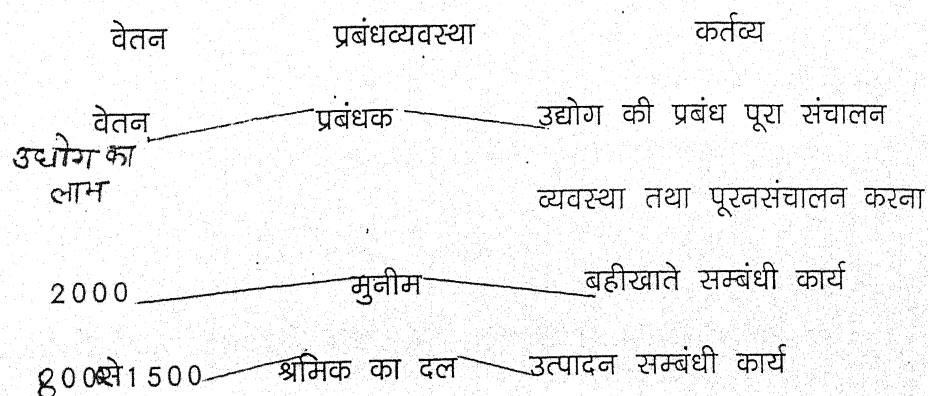 वेतन प्रबंधव्यवस्था कर्तव्य
वेतन प्रबंधक उद्योग की प्रबंध पूरा संचालन
उद्योग का
लाभ
व्यवस्था तथा पूरनसंचालन करना
2000 मुनीम बहीखाते सम्बंधी कार्य
800से1500 श्रमिक का दल उत्पादन सम्बंधी कार्य